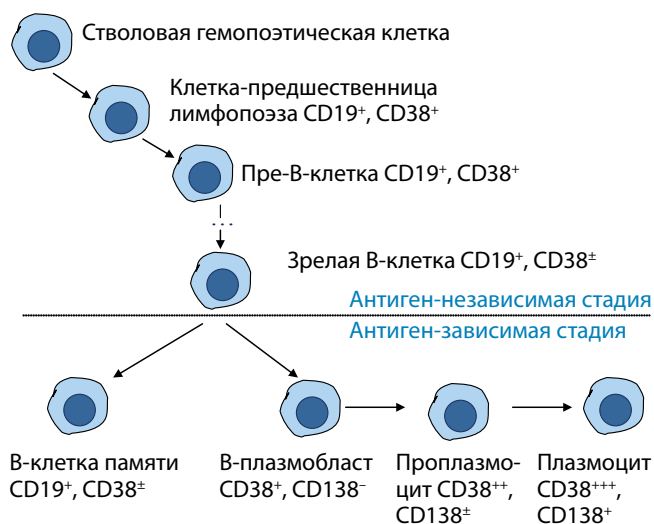 Стволовая гемопоэтическая клетка
Клетка-предшественница
лимфопоэза CD19⁺, CD38⁺
Пре-В-клетка CD19⁺, CD38⁺
Зрелая В-клетка CD19⁺, CD38±
Антиген-независимая стадия
Антиген-зависимая стадия
В-клетка памяти
CD19⁺, CD38±
В-плазмобласт
CD38⁺, CD138⁻
Проплазмо-
цит CD38⁺⁺,
CD138±
Плазмоцит
CD38⁺⁺⁺,
CD138⁺